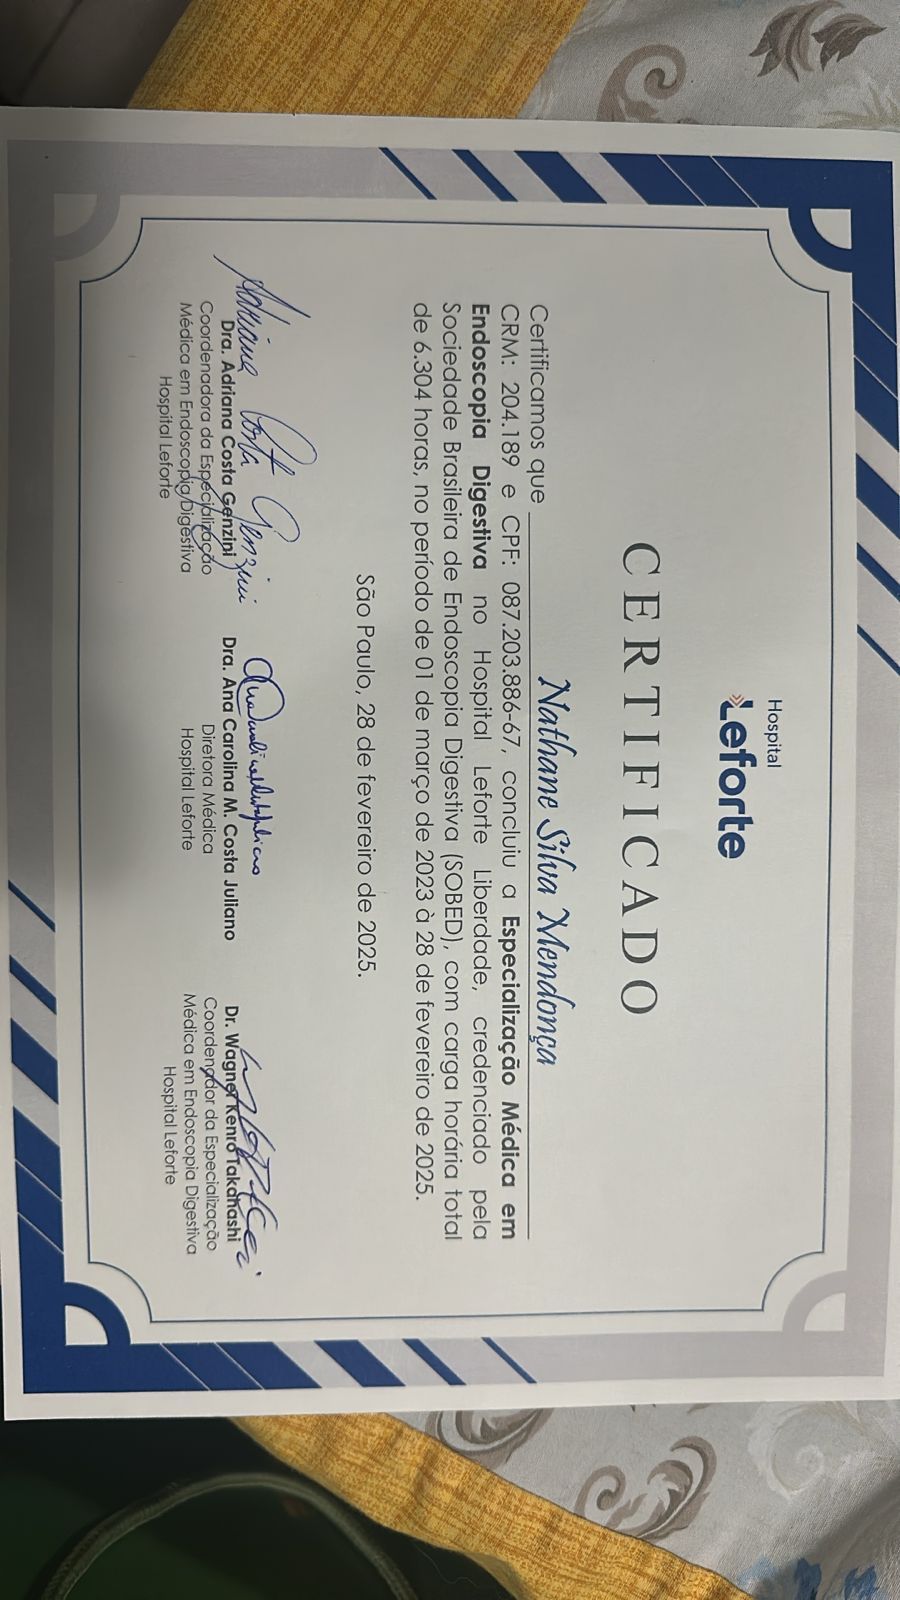 Hospital
Leforte
CERTIFICADO
Certificamos que Nathane Silva Mendonça
CRM: 204.189 e CPF: 087.203.886-67, concluiu a Especialização Médica em
Endoscopia Digestiva no Hospital Leforte Liberdade, credenciado pela
Sociedade Brasileira de Endoscopia Digestiva (SOBED), com carga horária total
de 6.304 horas, no período de 01 de março de 2023 à 28 de fevereiro de 2025.
São Paulo, 28 de fevereiro de 2025.
Adriana Costa Genzini
Dra. Adriana Costa Genzini
Coordenadora da Especialização
Médica em Endoscopia Digestiva
Hospital Leforte
Dra. Ana Carolina M. Costa Juliano
Diretora Médica
Hospital Leforte
Dr. Wagner Kenro Takahashi
Coordenador da Especialização
Médica em Endoscopia Digestiva
Hospital Leforte